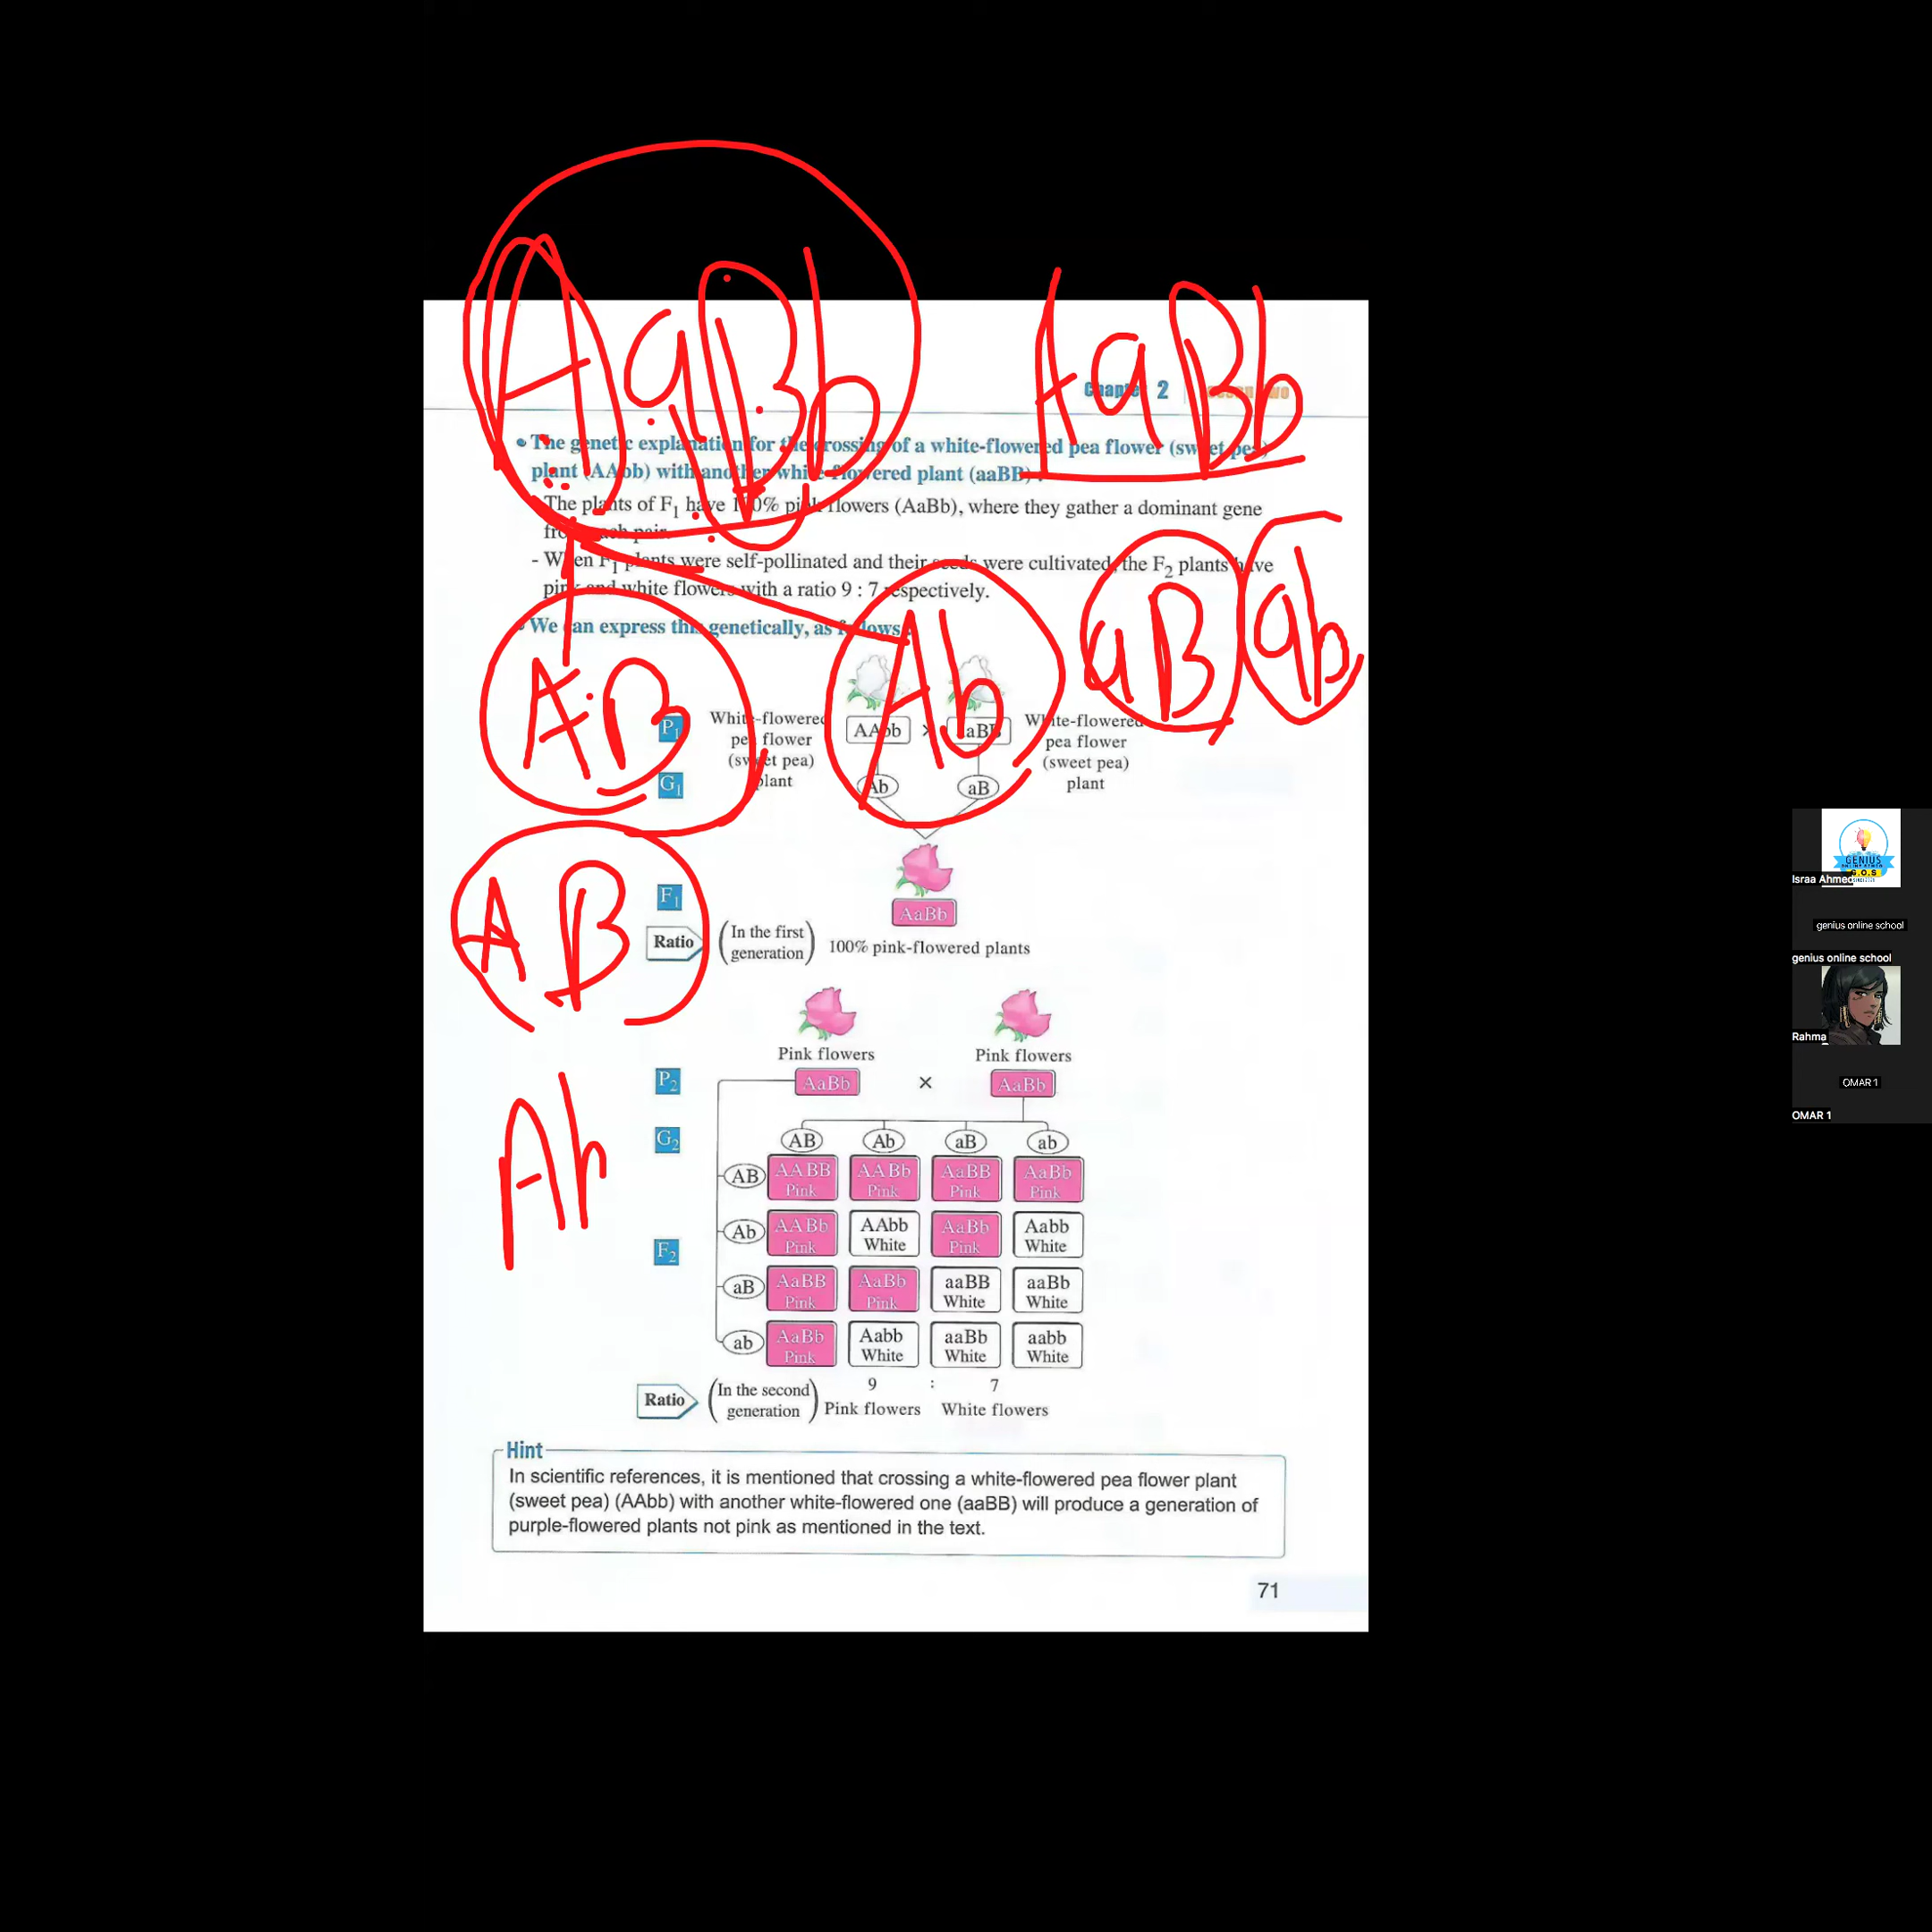 AaBb
AaBb
Chapter 2
• The genetic explanation for the crossing of a white-flowered pea flower (sweet pea)
plant (AAbb) with another white-flowered plant (aaBB) :
- The plants of F1 have 100% pink flowers (AaBb), where they gather a dominant gene
from each pair.
- When F1 plants were self-pollinated and their seeds were cultivated, the F2 plants have
pink and white flowers with a ratio 9 : 7 respectively.
• We can express this genetically, as follows :
AB
Ab
aB
ab
P1
White-flowered
pea flower
(sweet pea)
plant
AAbb
×
aaBB
White-flowered
pea flower
(sweet pea)
plant
G1
Ab
aB
AB
F1
AaBb
Ratio
(In the first generation)
100% pink-flowered plants
Pink flowers
Pink flowers
P2
AaBb
×
AaBb
G2
AB Ab aB ab
AB
AABB Pink
AABb Pink
AaBB Pink
AaBb Pink
Ab
AABb Pink
AAbb White
AaBb Pink
Aabb White
F2
aB
AaBB Pink
AaBb Pink
aaBB White
aaBb White
ab
AaBb Pink
Aabb White
aaBb White
aabb White
Ratio
(In the second generation)
9 : 7
Pink flowers White flowers
Hint
In scientific references, it is mentioned that crossing a white-flowered pea flower plant
(sweet pea) (AAbb) with another white-flowered one (aaBB) will produce a generation of
purple-flowered plants not pink as mentioned in the text.
71
GENIUS
G.O.S
Israa Ahmed
genius online school
genius online school
Rahma
OMAR 1
OMAR 1